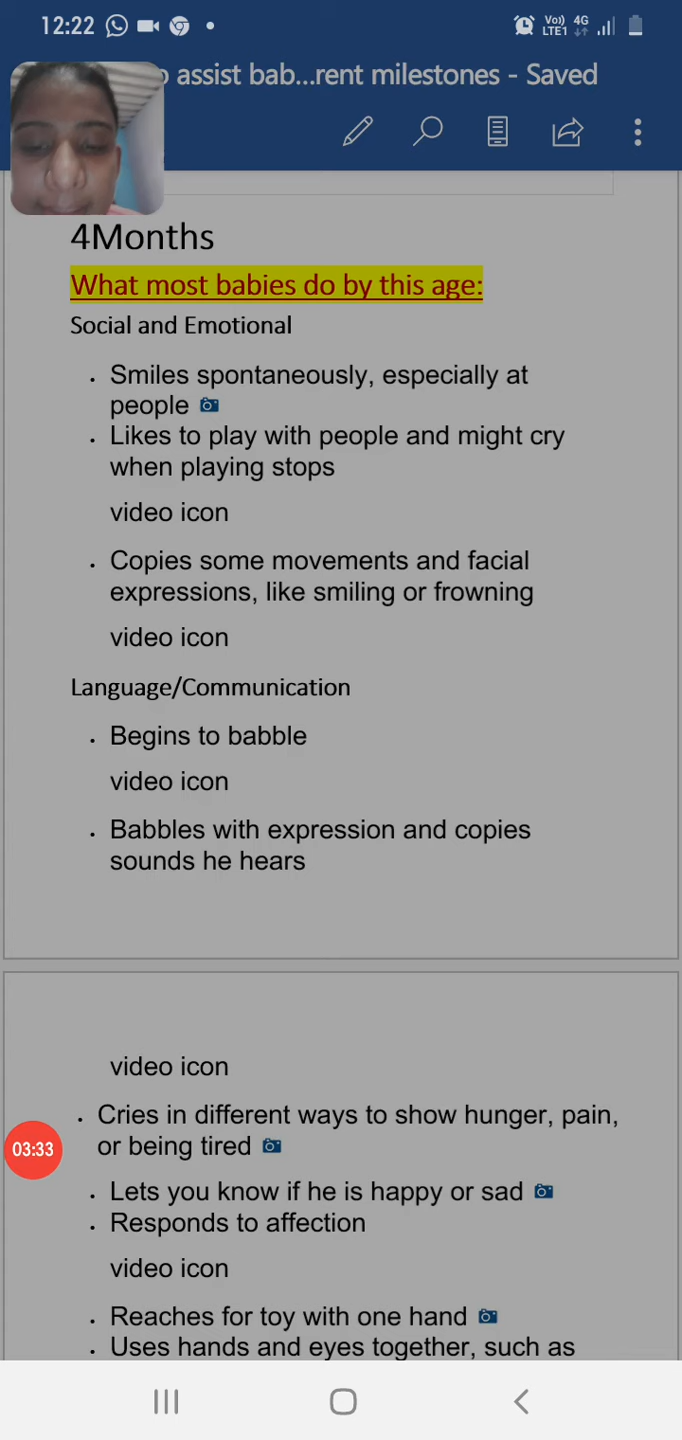 12:22
Vo)) 4G
LTE1
assist bab...rent milestones - Saved
4Months
What most babies do by this age:
Social and Emotional
• Smiles spontaneously, especially at
people
• Likes to play with people and might cry
when playing stops
video icon
• Copies some movements and facial
expressions, like smiling or frowning
video icon
Language/Communication
• Begins to babble
video icon
• Babbles with expression and copies
sounds he hears
video icon
• Cries in different ways to show hunger, pain,
or being tired
03:33
• Lets you know if he is happy or sad
• Responds to affection
video icon
• Reaches for toy with one hand
• Uses hands and eyes together, such as